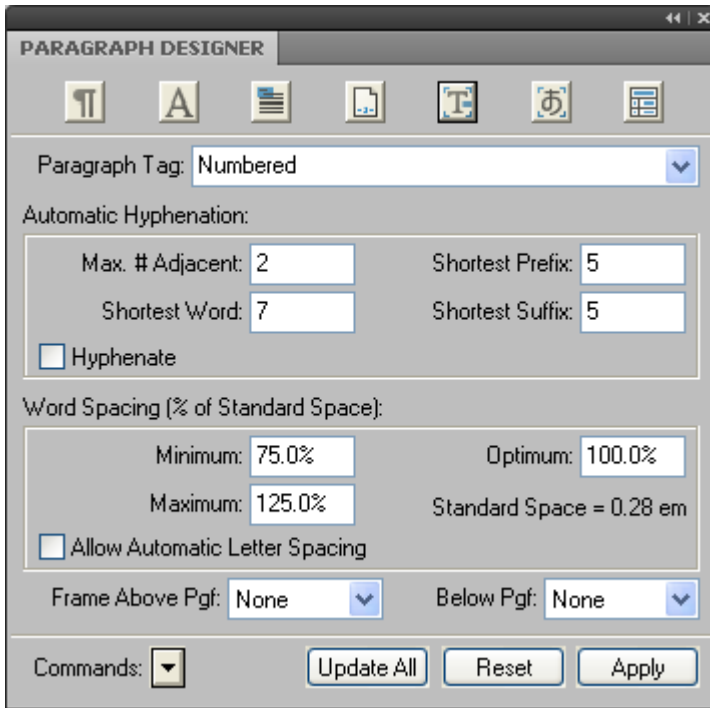 PARAGRAPH DESIGNER
¶ A -3- T あ
Paragraph Tag: Numbered
Automatic Hyphenation:
Max. # Adjacent: 2 Shortest Prefix: 5
Shortest Word: 7 Shortest Suffix: 5
Hyphenate
Word Spacing (% of Standard Space):
Minimum: 75.0% Optimum: 100.0%
Maximum: 125.0% Standard Space = 0.28 em
Allow Automatic Letter Spacing
Frame Above Pgf: None Below Pgf: None
Commands: Update All Reset Apply